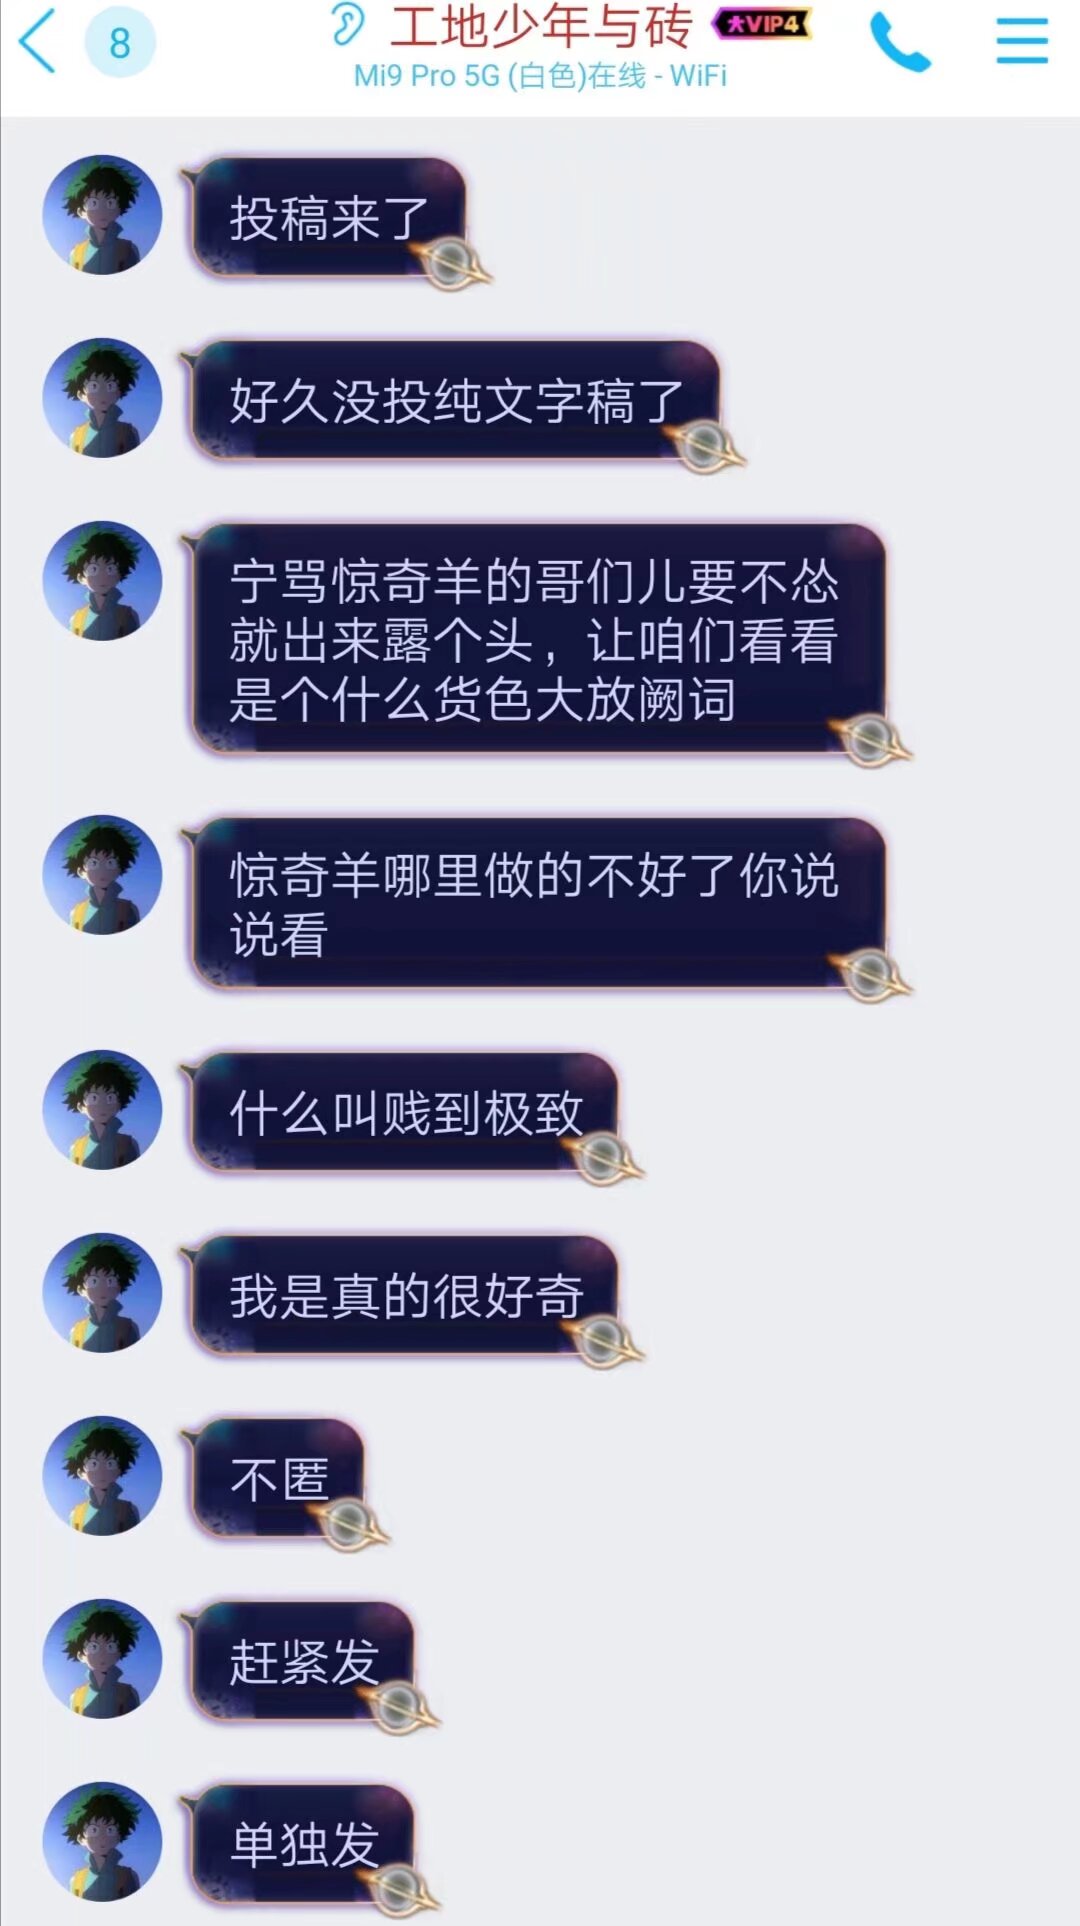 8
工地少年与砖
大VIP4
Mi9 Pro 5G (白色)在线 - WiFi
投稿来了
好久没投纯文字稿了
宁骂惊奇羊的哥们儿要不怂
就出来露个头，让咱们看看
是个什么货色大放阙词
惊奇羊哪里做的不好了你说
说看
什么叫贱到极致
我是真的很好奇
不匿
赶紧发
单独发